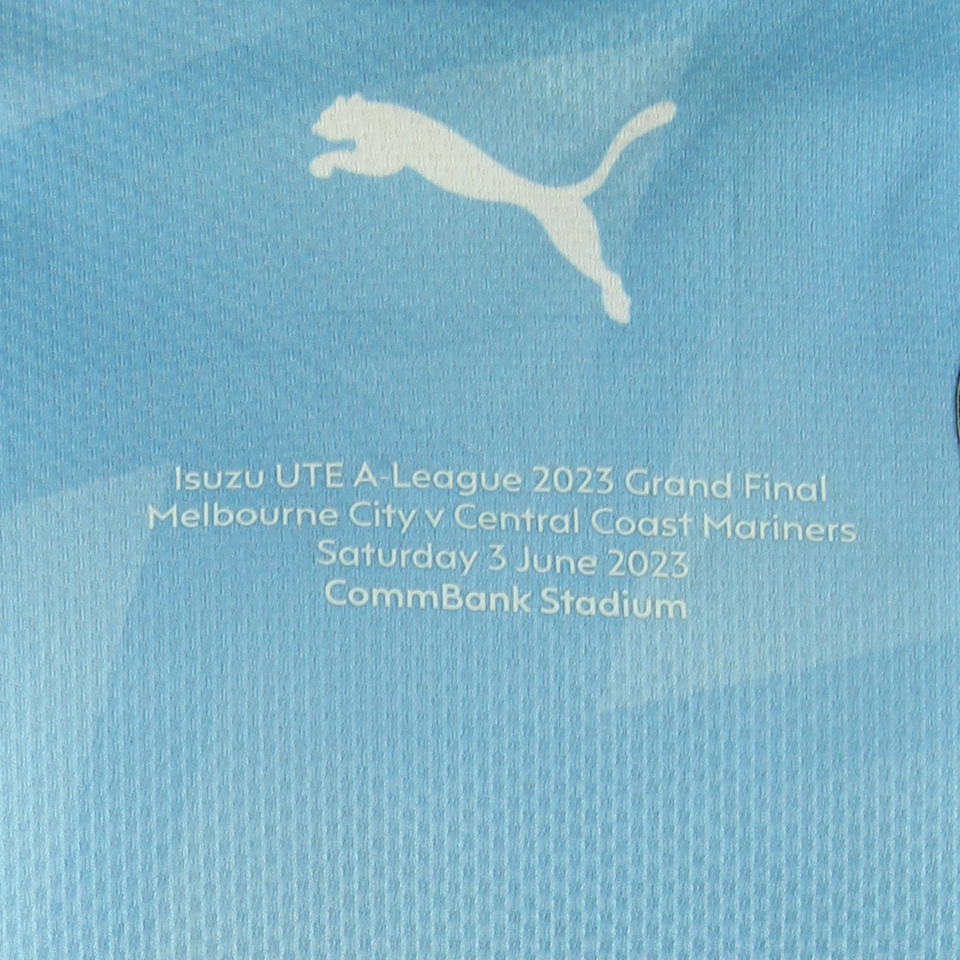 Isuzu UTE A-League 2023 Grand Final
Melbourne City v Central Coast Mariners
Saturday 3 June 2023
CommBank Stadium